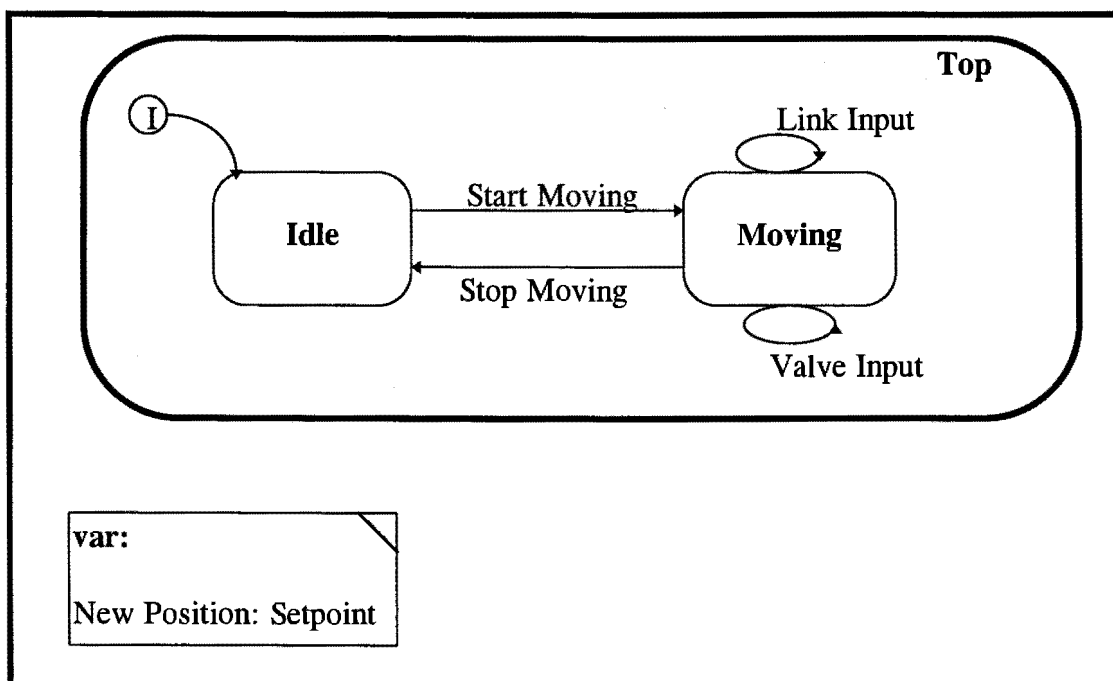 Top
I
Link Input
Start Moving
Idle
Moving
Stop Moving
Valve Input
var:
New Position: Setpoint